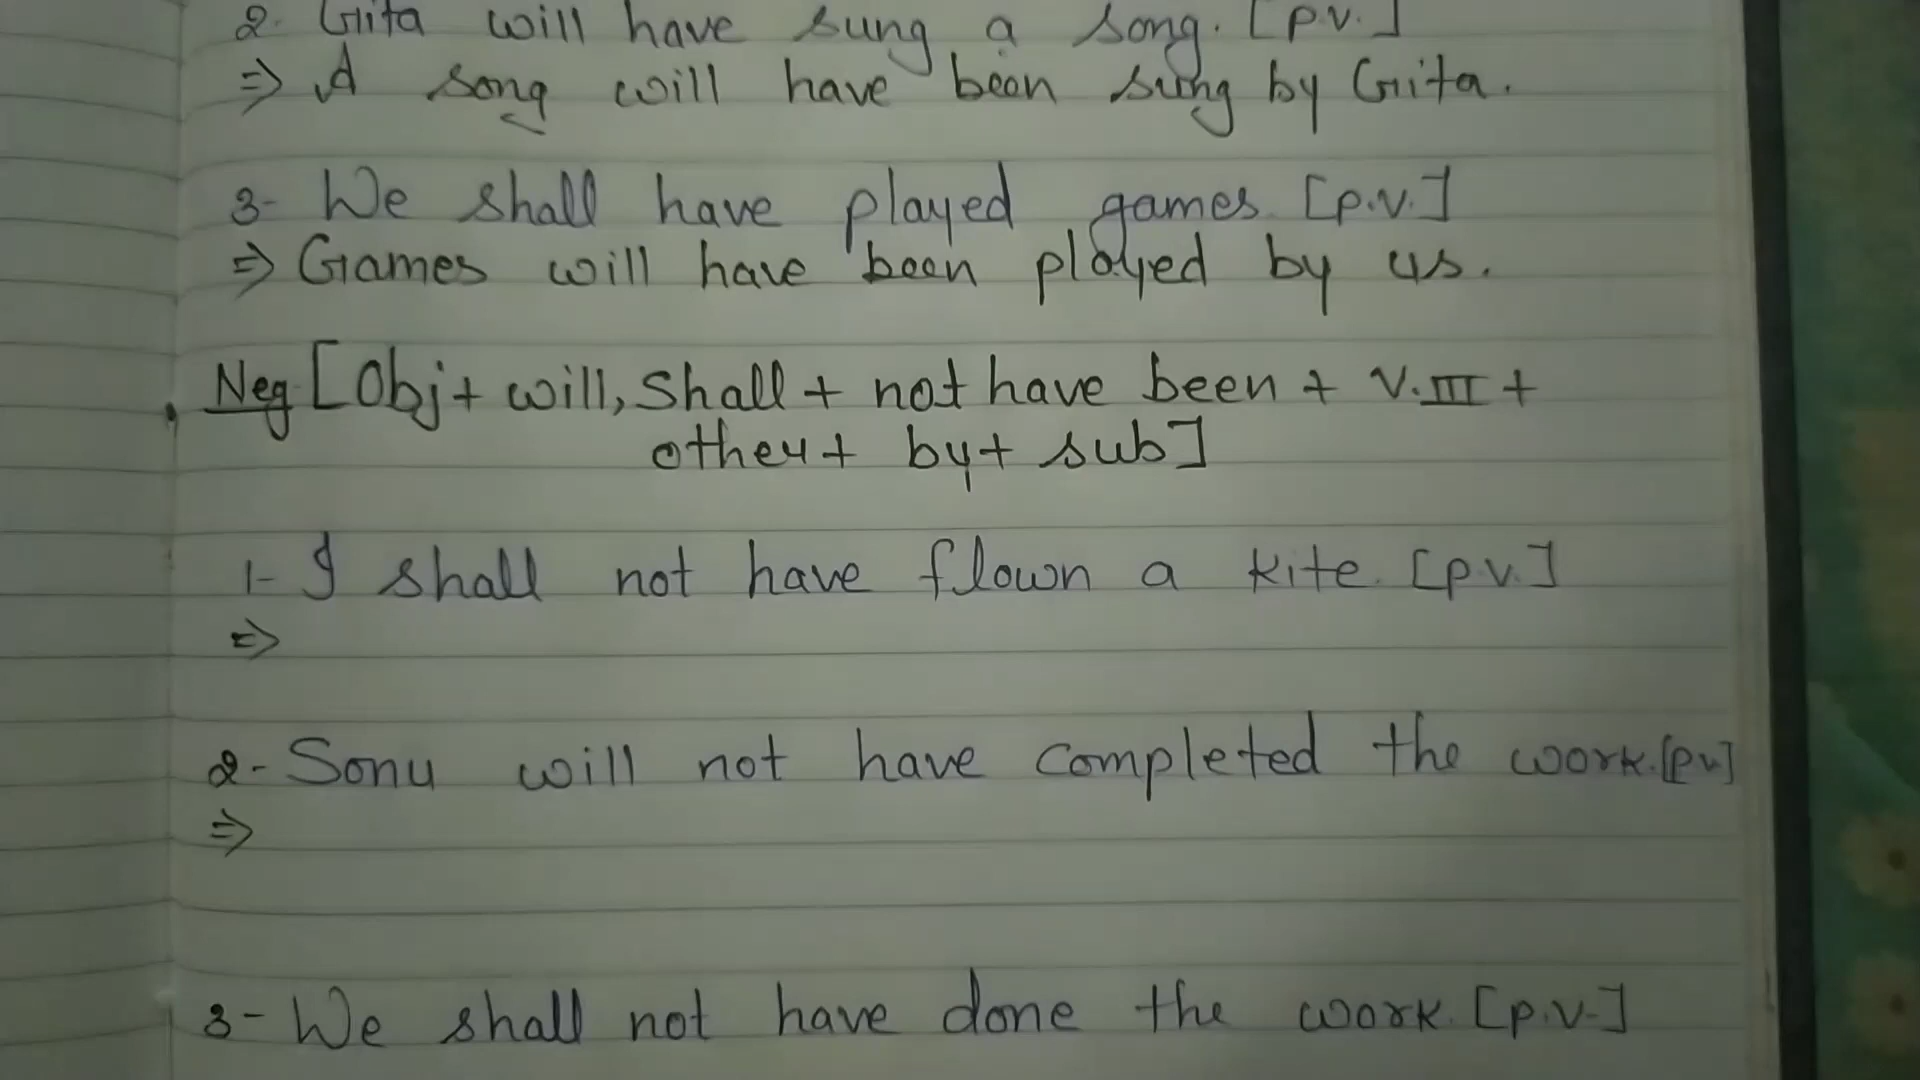 2. Gita will have sung a song. [p.v.]
⇒ A song will have been sung by Gita.
3- We shall have played games. [p.v.]
⇒ Games will have been played by us.
Neg. [Obj + will, Shall + not have been + V.III +
other + by + sub]
1- I shall not have flown a kite. [p.v.]
⇒
2- Sonu will not have completed the work. [p.v]
⇒
3- We shall not have done the work. [p.v.]